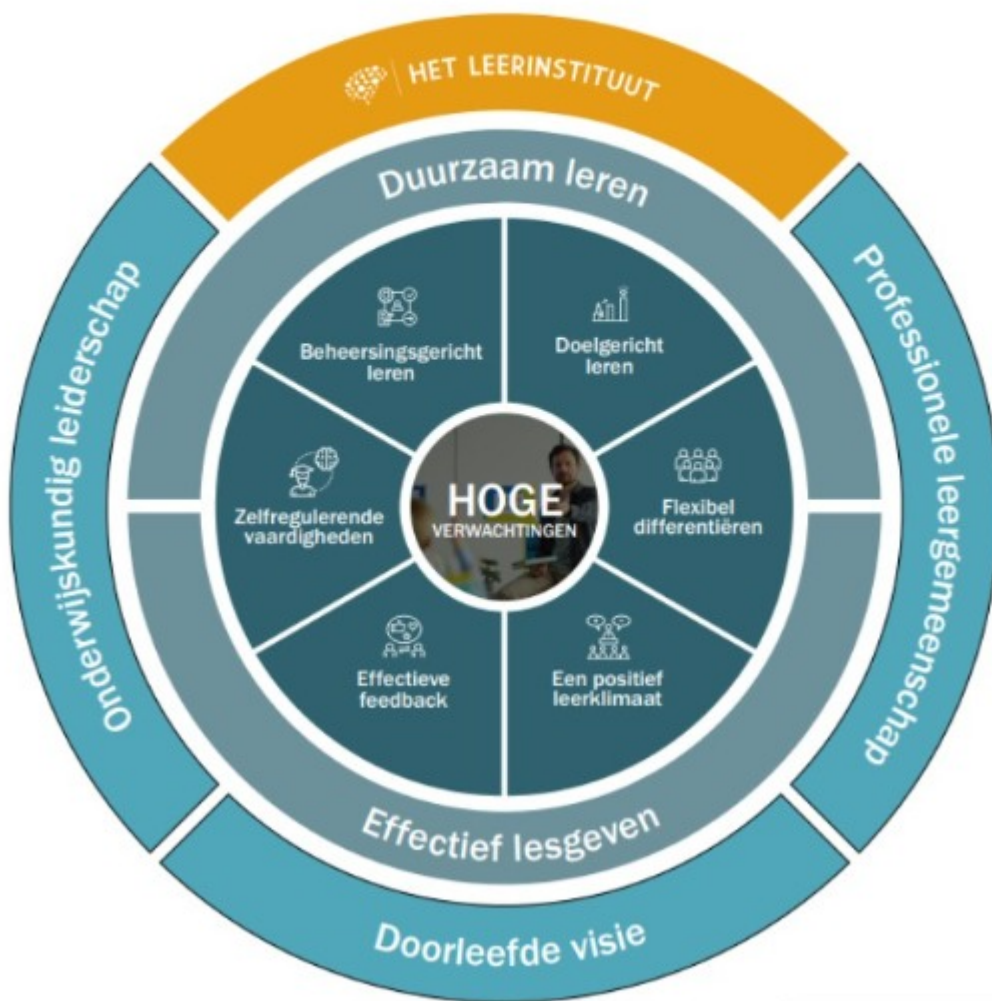 HET LEERINSTITUUT
Duurzaam leren
Onderwijskundig leiderschap
Professionele leergemeenschap
Beheersingsgericht
leren
Doelgericht
leren
Zelfregulerende
vaardigheden
HOGE
VERWACHTINGEN
Flexibel
differentiëren
Effectieve
feedback
Een positief
leerklimaat
Effectief lesgeven
Doorleefde visie